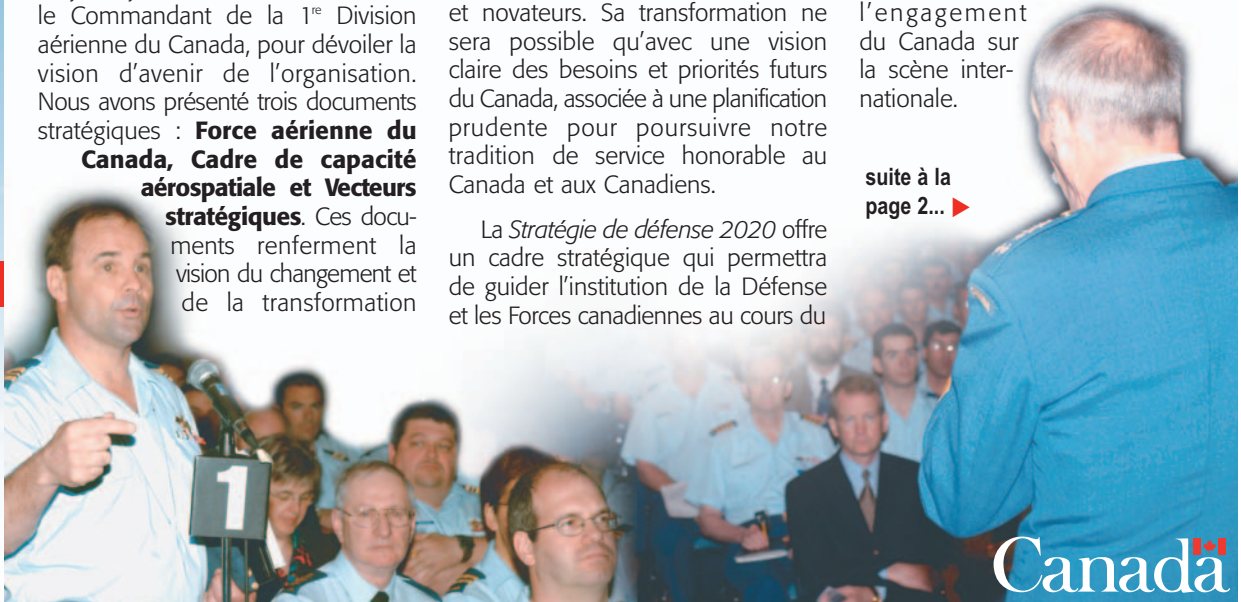 le Commandant de la 1re Division
aérienne du Canada, pour dévoiler la
vision d'avenir de l'organisation.
Nous avons présenté trois documents
stratégiques : Force aérienne du
Canada, Cadre de capacité
aérospatiale et Vecteurs
stratégiques. Ces docu-
ments renferment la
vision du changement et
de la transformation
et novateurs. Sa transformation ne
sera possible qu'avec une vision
claire des besoins et priorités futurs
du Canada, associée à une planification
prudente pour poursuivre notre
tradition de service honorable au
Canada et aux Canadiens.
La Stratégie de défense 2020 offre
un cadre stratégique qui permettra
de guider l'institution de la Défense
et les Forces canadiennes au cours du
l'engagement
du Canada sur
la scène inter-
nationale.
suite à la
page 2...
1
Canada